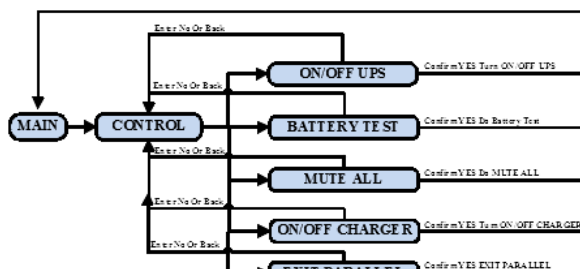 Enter No Or Back
ON/OFF UPS
Confirm YES Turn ON/OFF UPS
Enter No Or Back
MAIN
CONTROL
BATTERY TEST
Confirm YES Do Battery Test
Enter No Or Back
MUTE ALL
Confirm YES Do MUTE ALL
Enter No Or Back
ON/OFF CHARGER
Confirm YES Turn ON/OFF CHARGER
Enter No Or Back
EXIT PARALLEL
Confirm YES EXIT PARALLEL